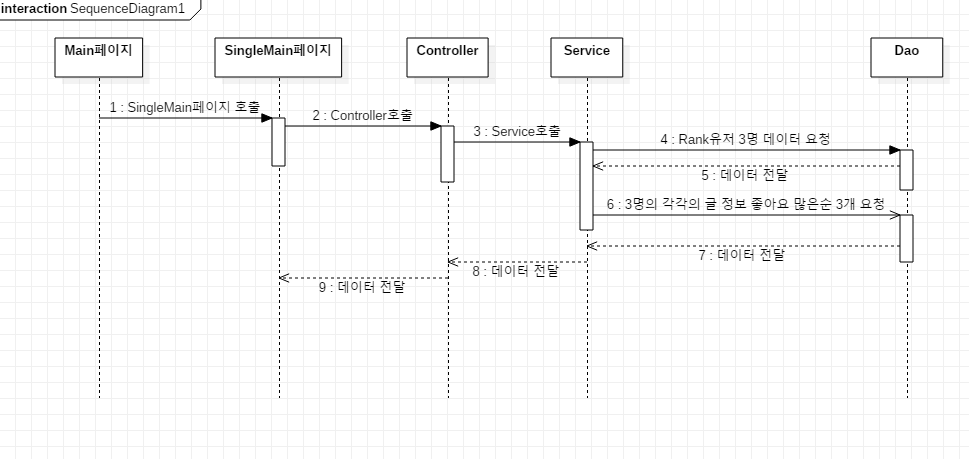 interaction SequenceDiagram1
Main페이지
SingleMain페이지
Controller
Service
Dao
1 : SingleMain페이지 호출
2 : Controller호출
3 : Service호출
4 : Rank유저 3명 데이터 요청
5 : 데이터 전달
6 : 3명의 각각의 글 정보 좋아요 많은순 3개 요청
7 : 데이터 전달
8 : 데이터 전달
9 : 데이터 전달